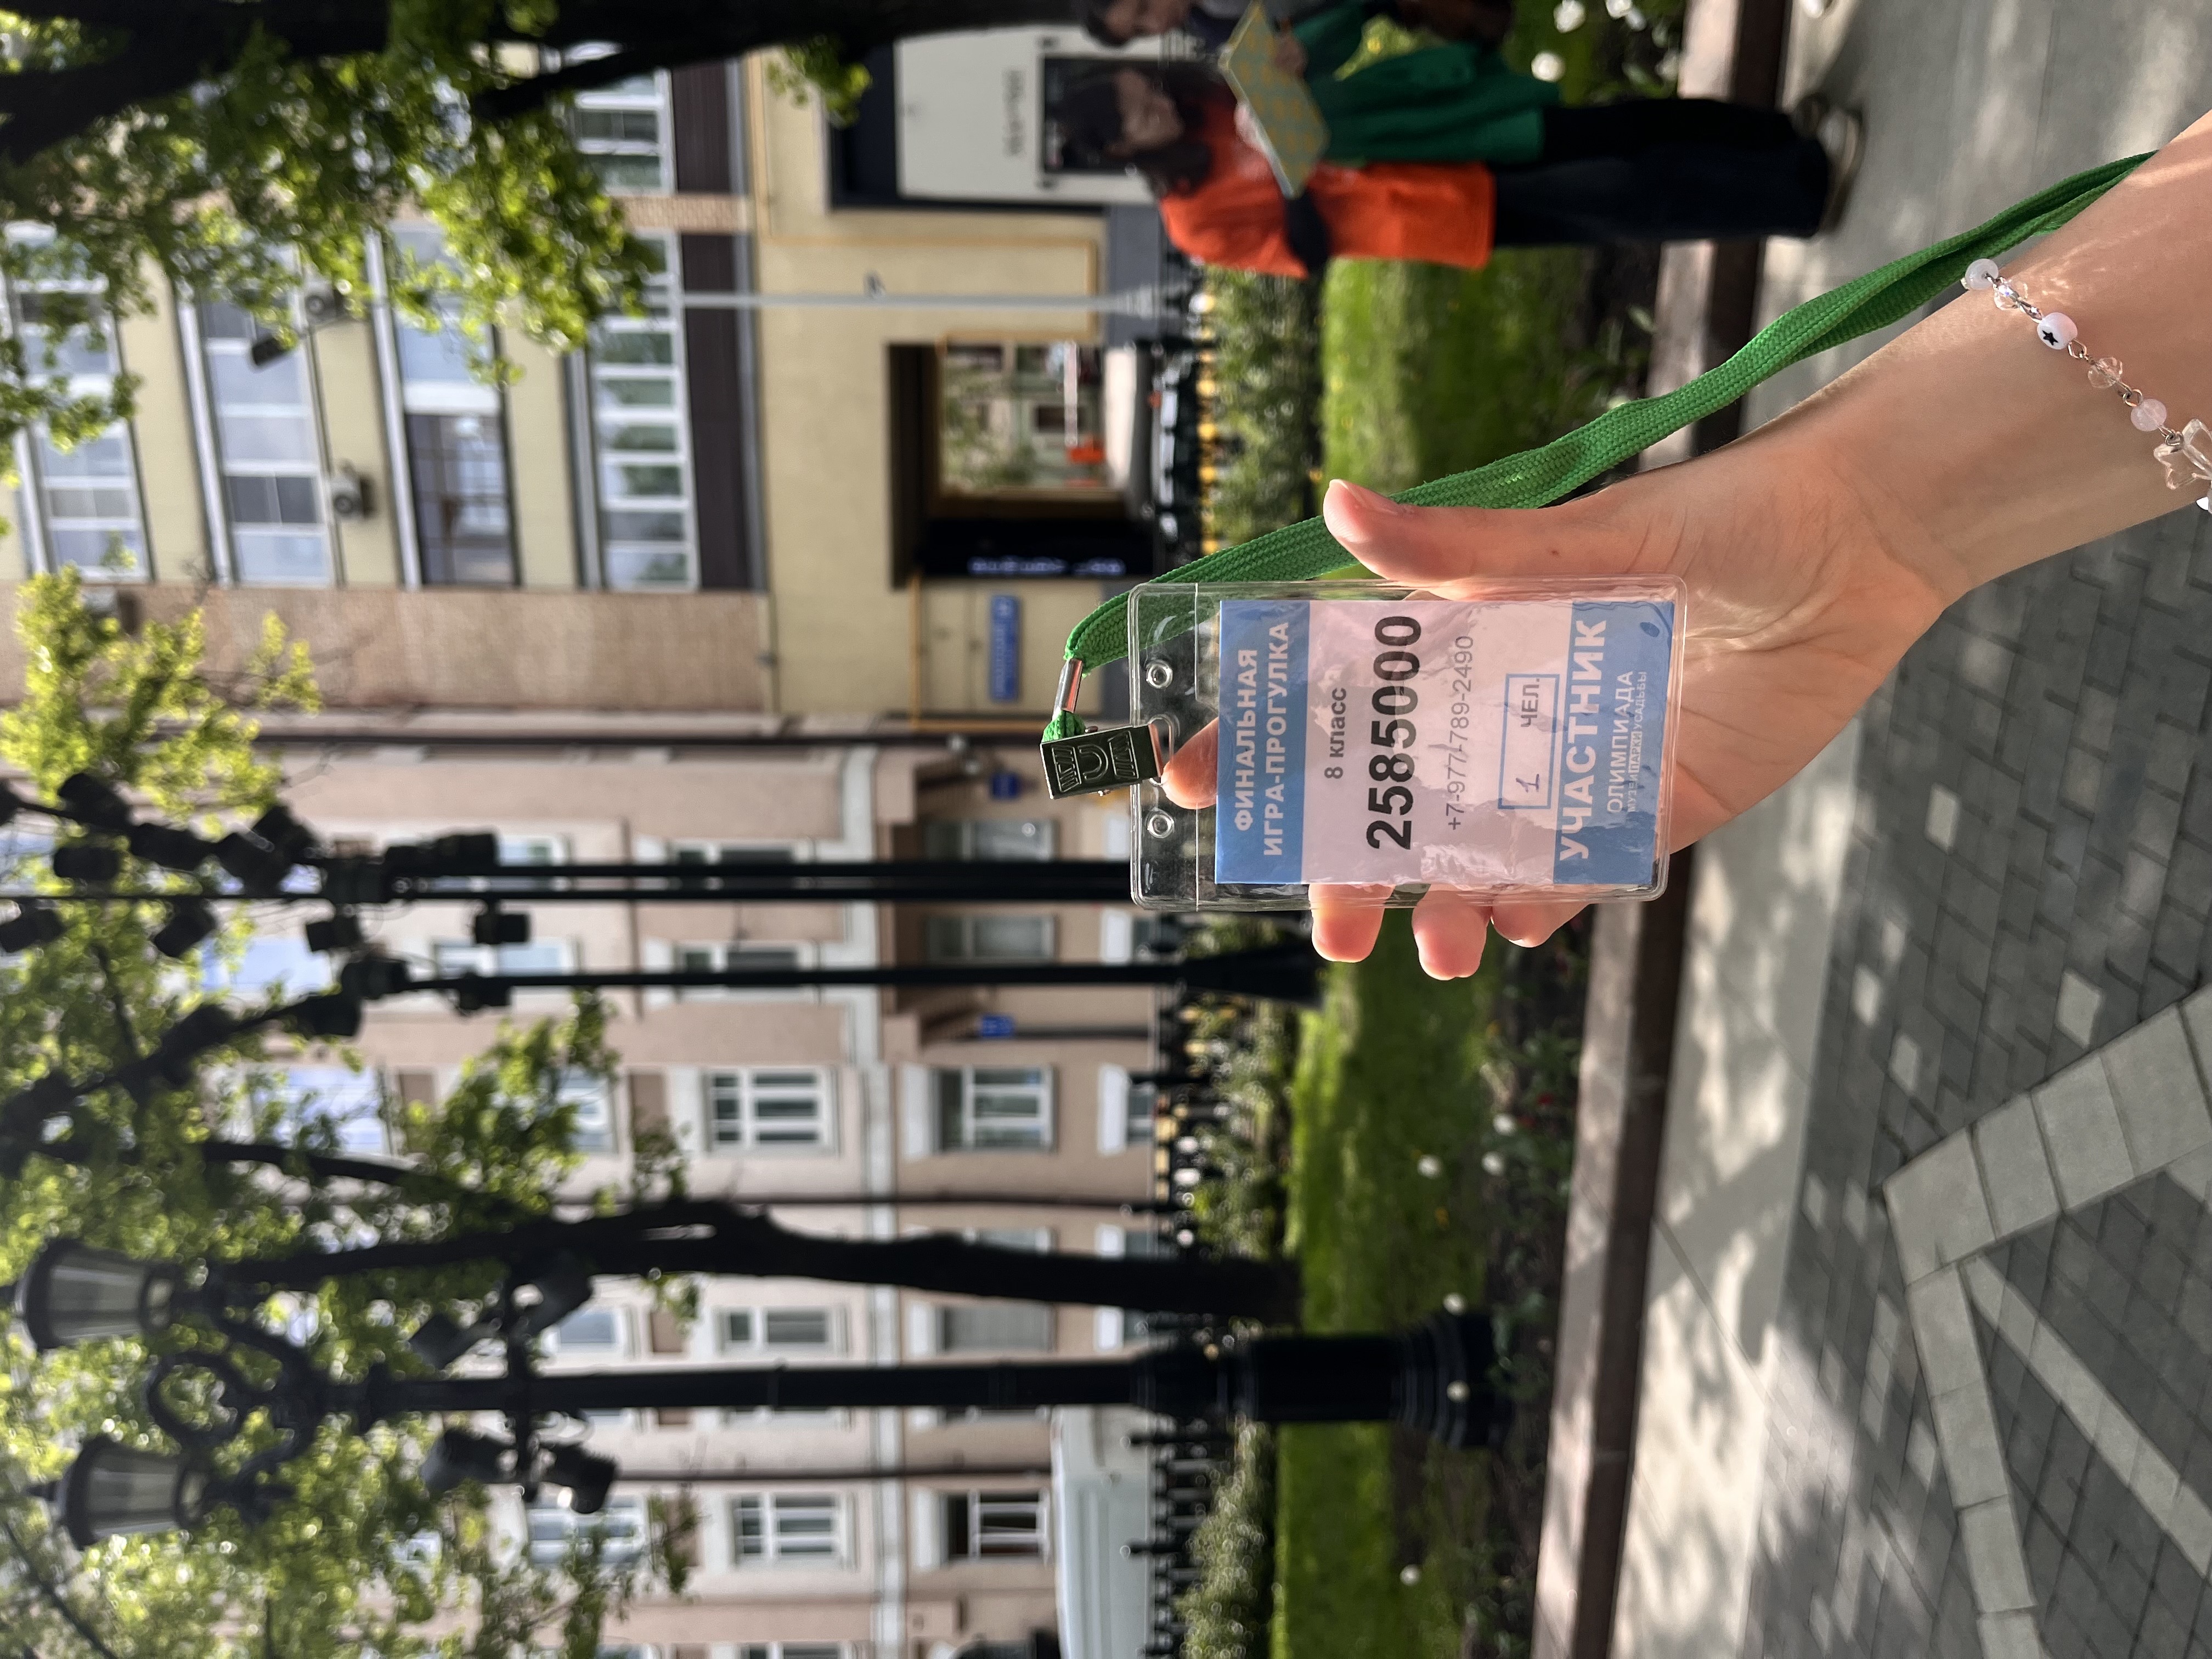 ФИНАЛЬНАЯ
ИГРА-ПРОГУЛКА
8 класс
2585000
+7-977-789-2490
1 ЧЕЛ.
УЧАСТНИК
ОЛИМПИАДА
МУЗЕИ ПАРКИ УСАДЬБЫ